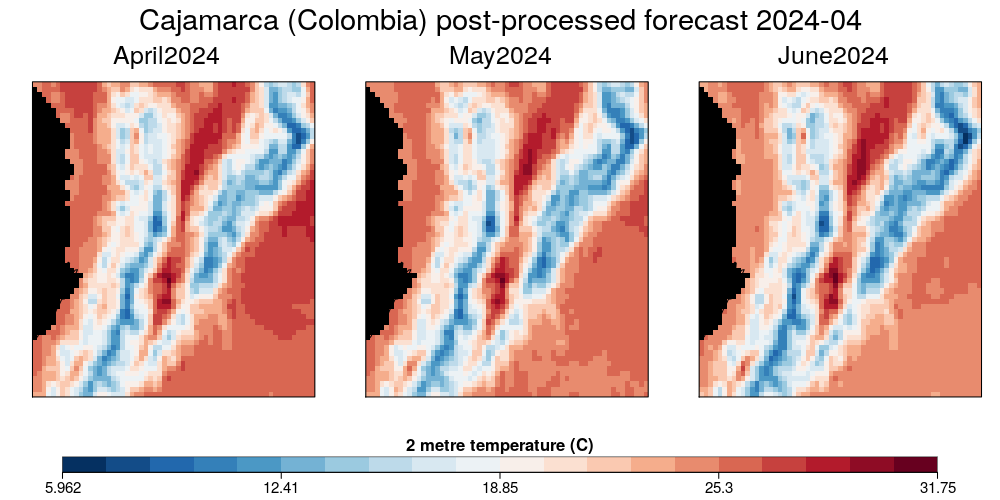 Cajamarca (Colombia) post-processed forecast 2024-04
April2024 May2024 June2024
2 metre temperature (C)
5.962 12.41 18.85 25.3 31.75